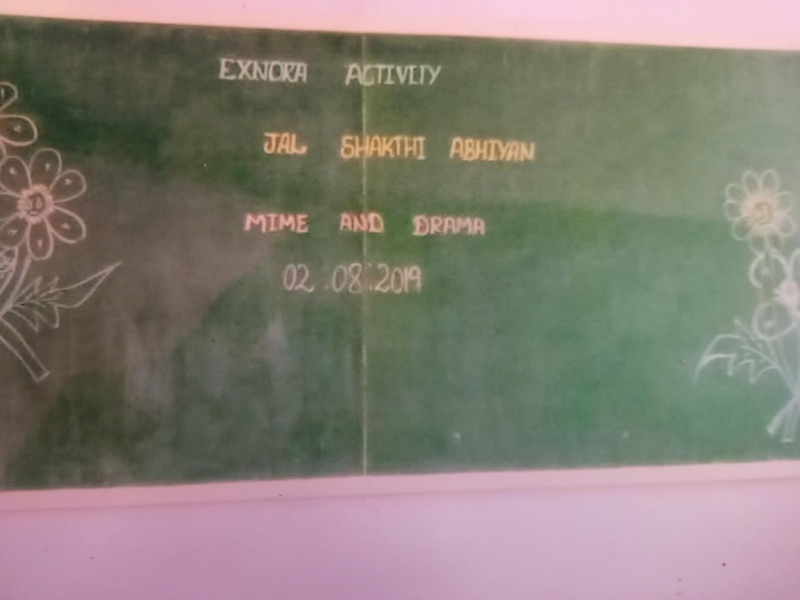 EXNORA ACTIVITY
JAL SHAKTHI ABHIYAN
MIME AND DRAMA
02.08.2019